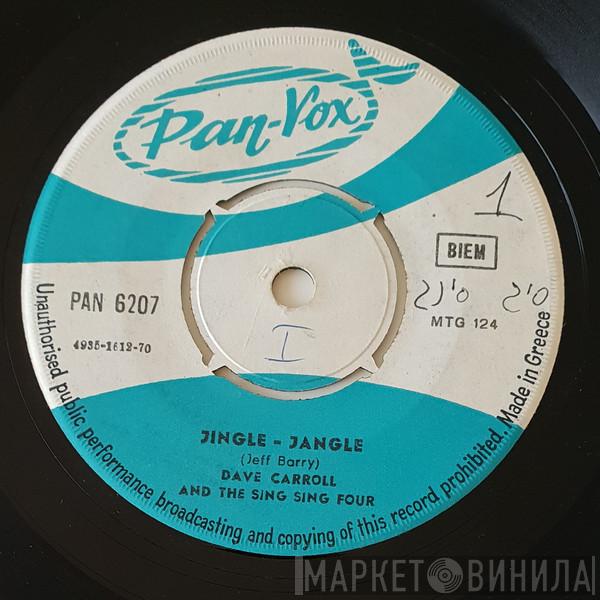 Pan-Vox
1
BIEM
PAN 6207
MTG 124
4935-1612-70
I
JINGLE - JANGLE
(Jeff Barry)
DAVE CARROLL
AND THE SING SING FOUR
Unauthorised public performance broadcasting and copying of this record prohibited. Made in Greece
МАРКЕТ ВИНИЛА